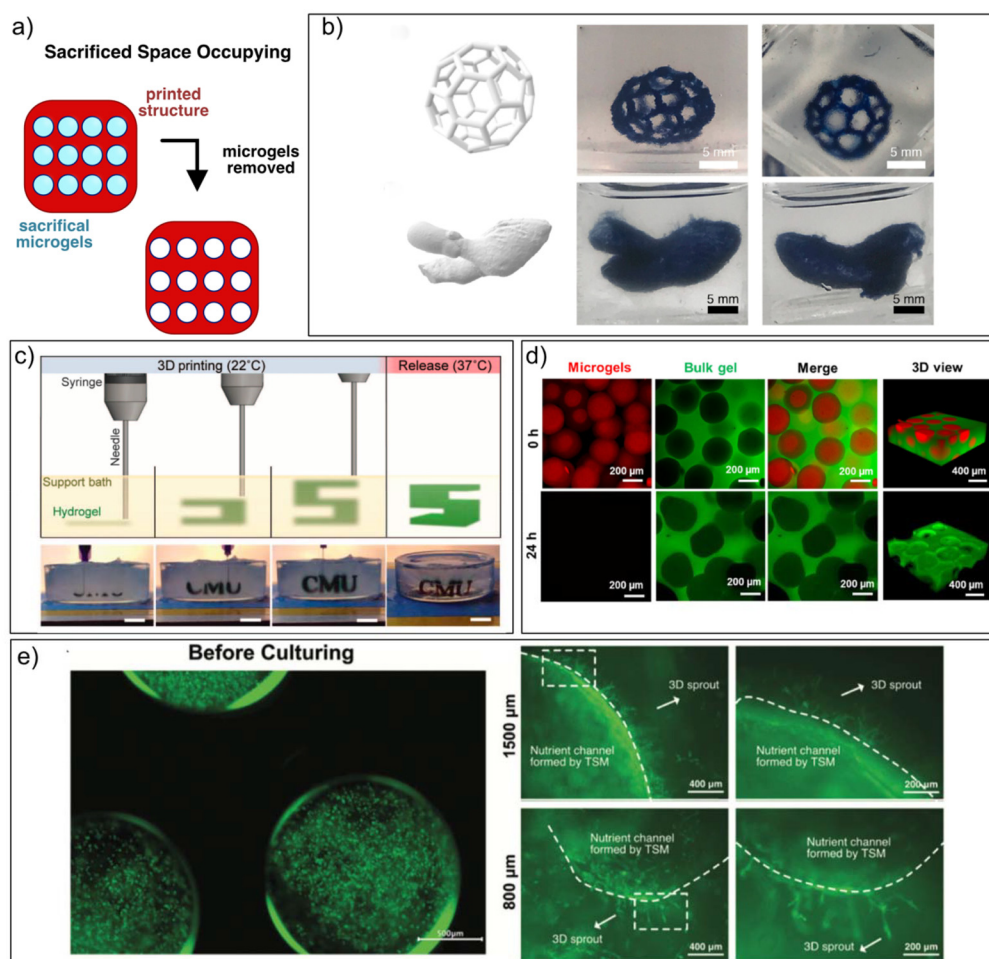 a)
Sacrificed Space Occupying
printed
structure
microgels
removed
sacrifical
microgels
b)
5 mm
5 mm
5 mm
5 mm
c)
3D printing (22˚C)
Release (37˚C)
Syringe
Needle
Support bath
Hydrogel
CMU
CMU
CMU
CMU
d)
Microgels
Bulk gel
Merge
3D view
0 h
200 µm
200 µm
200 µm
400 µm
24 h
200 µm
200 µm
200 µm
400 µm
e)
Before Culturing
500µm
1500 µm
3D sprout
Nutrient channel
formed by TSM
400 µm
3D sprout
Nutrient channel
formed by TSM
200 µm
800 µm
Nutrient channel
formed by TSM
3D sprout
400 µm
Nutrient channel
formed by TSM
3D sprout
200 µm